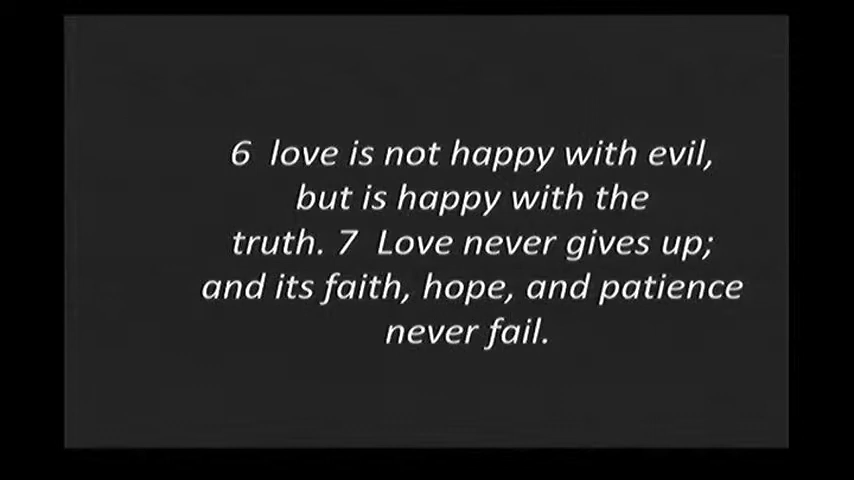 6 love is not happy with evil,
but is happy with the
truth. 7 Love never gives up;
and its faith, hope, and patience
never fail.